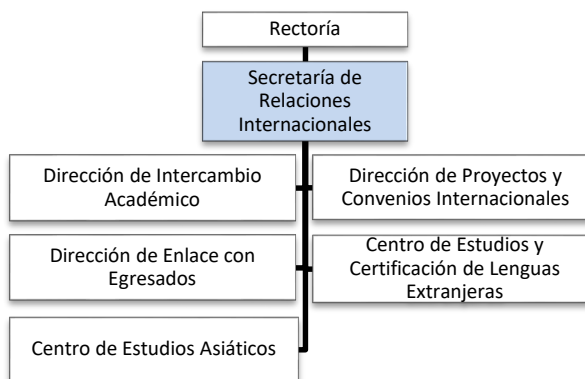 Rectoría
Secretaría de
Relaciones
Internacionales
Dirección de Intercambio
Académico
Dirección de Proyectos y
Convenios Internacionales
Dirección de Enlace con
Egresados
Centro de Estudios y
Certificación de Lenguas
Extranjeras
Centro de Estudios Asiáticos